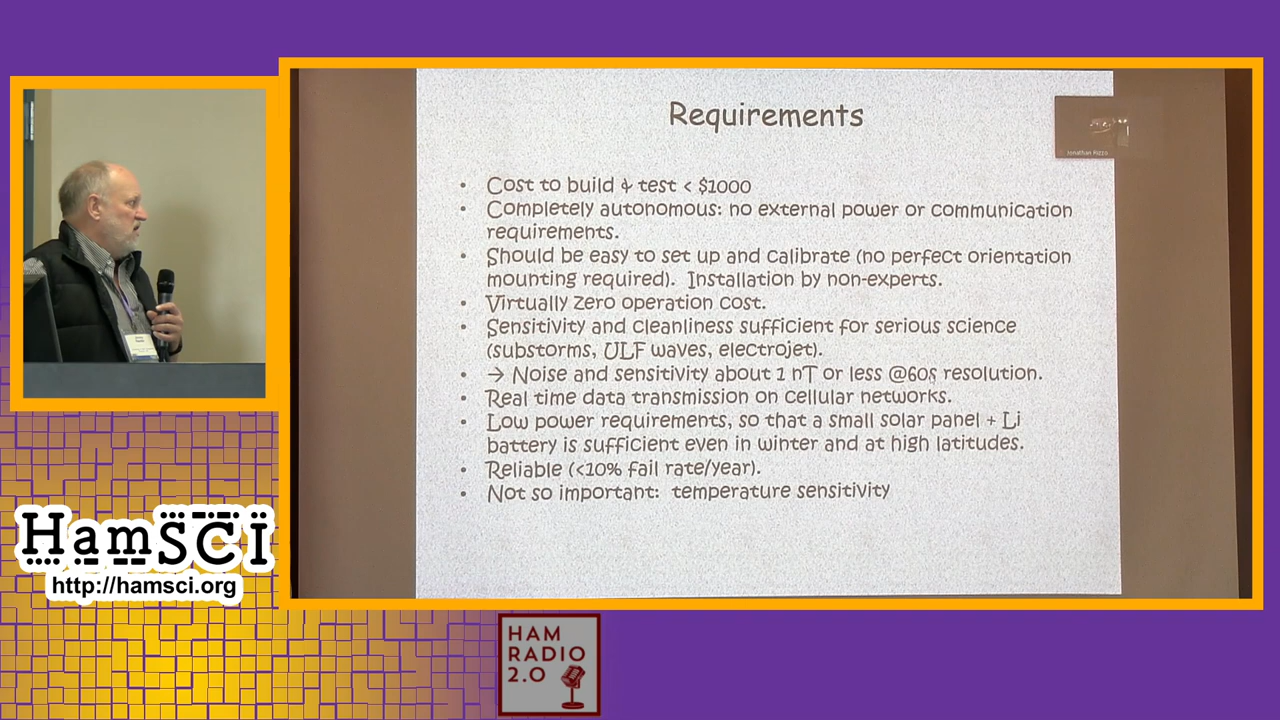 Requirements
Jonathan Rizzo
• Cost to build & test < $1000
• Completely autonomous: no external power or communication
requirements.
• Should be easy to set up and calibrate (no perfect orientation
mounting required). Installation by non-experts.
• Virtually zero operation cost.
• Sensitivity and cleanliness sufficient for serious science
(substorms, ULF waves, electrojet).
• → Noise and sensitivity about 1 nT or less @60s resolution.
• Real time data transmission on cellular networks.
• Low power requirements, so that a small solar panel + Li
battery is sufficient even in winter and at high latitudes.
• Reliable (<10% fail rate/year).
• Not so important: temperature sensitivity
HamSCI
http://hamsci.org
HAM
RADIO
2.0